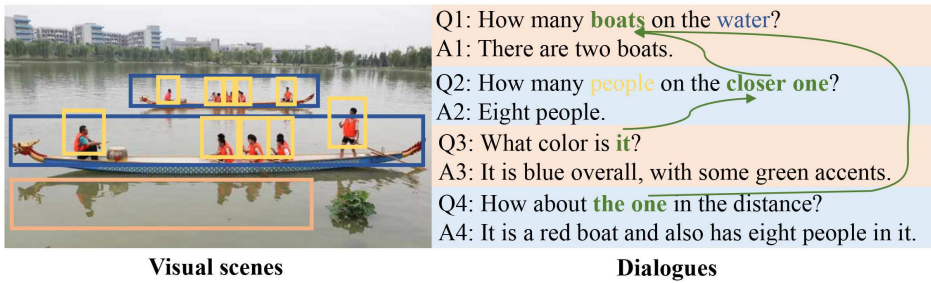 Q1: How many boats on the water?
A1: There are two boats.
Q2: How many people on the closer one?
A2: Eight people.
Q3: What color is it?
A3: It is blue overall, with some green accents.
Q4: How about the one in the distance?
A4: It is a red boat and also has eight people in it.
Visual scenes
Dialogues